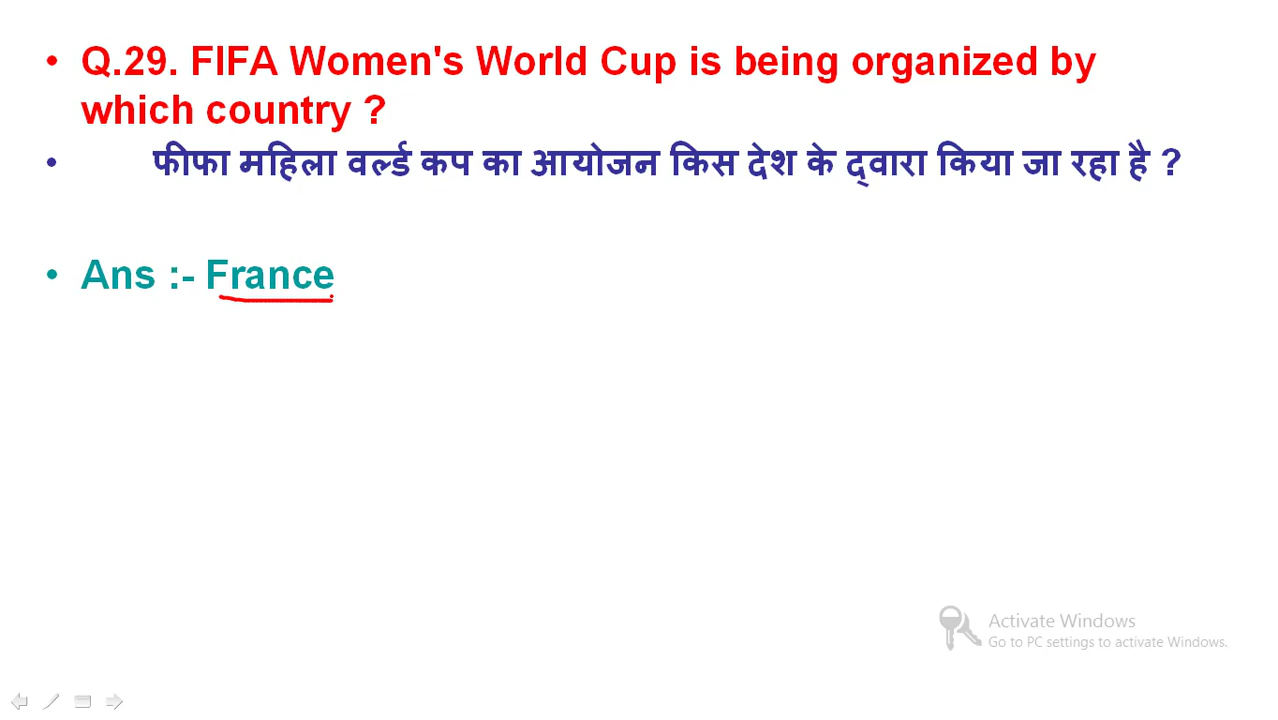 • Q.29. FIFA Women's World Cup is being organized by
which country ?
• फीफा महिला वर्ल्ड कप का आयोजन किस देश के द्वारा किया जा रहा है ?
• Ans :- France
Activate Windows
Go to PC settings to activate Windows.